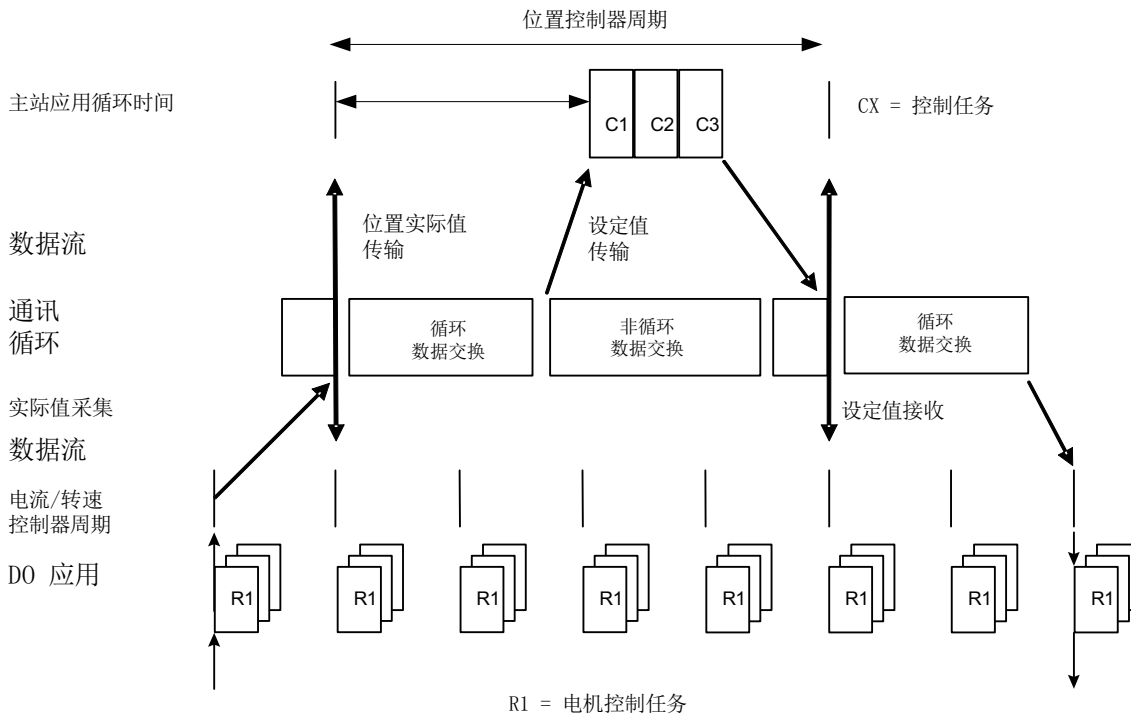 位置控制器周期
主站应用循环时间
C1 C2 C3
CX = 控制任务
数据流
位置实际值
传输
设定值
传输
通讯
循环
循环
数据交换
非循环
数据交换
循环
数据交换
实际值采集
设定值接收
数据流
电流/转速
控制器周期
DO 应用
R1 R1 R1 R1 R1 R1 R1 R1
R1 = 电机控制任务